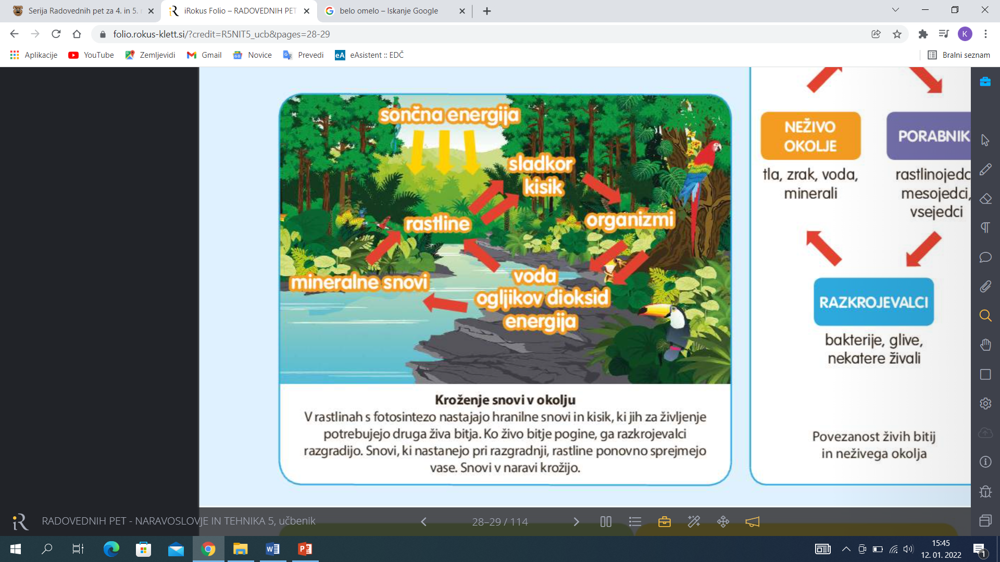 Serija Radovednih pet za 4. in 5. r
iRokus Folio – RADOVEDNIH PET
belo omelo – Iskanje Google
folio.rokus-klett.si/?credit=R5NIT5_ucb&pages=28-29
K
Aplikacije
YouTube
Zemljevidi
Gmail
Novice
Prevedi
eA
eAsistent :: EDČ
Bralni seznam
sončna energija
sladkor
kisik
rastline
organizmi
mineralne snovi
voda
ogljikov dioksid
energija
Kroženje snovi v okolju
V rastlinah s fotosintezo nastajajo hranilne snovi in kisik, ki jih za življenje
potrebujejo druga živa bitja. Ko živo bitje pogine, ga razkrojevalci
razgradijo. Snovi, ki nastanejo pri razgradnji, rastline ponovno sprejmejo
vase. Snovi v naravi krožijo.
NEŽIVO
OKOLJE
tla, zrak, voda,
minerali
PORABNIK
rastlinojedc
mesojedci,
vsejedci
RAZKROJEVALCI
bakterije, glive,
nekatere živali
Povezanost živih bitij
in neživega okolja
iR
RADOVEDNIH PET - NARAVOSLOVJE IN TEHNIKA 5, učbenik
28–29 / 114
15:45
12. 01. 2022
1